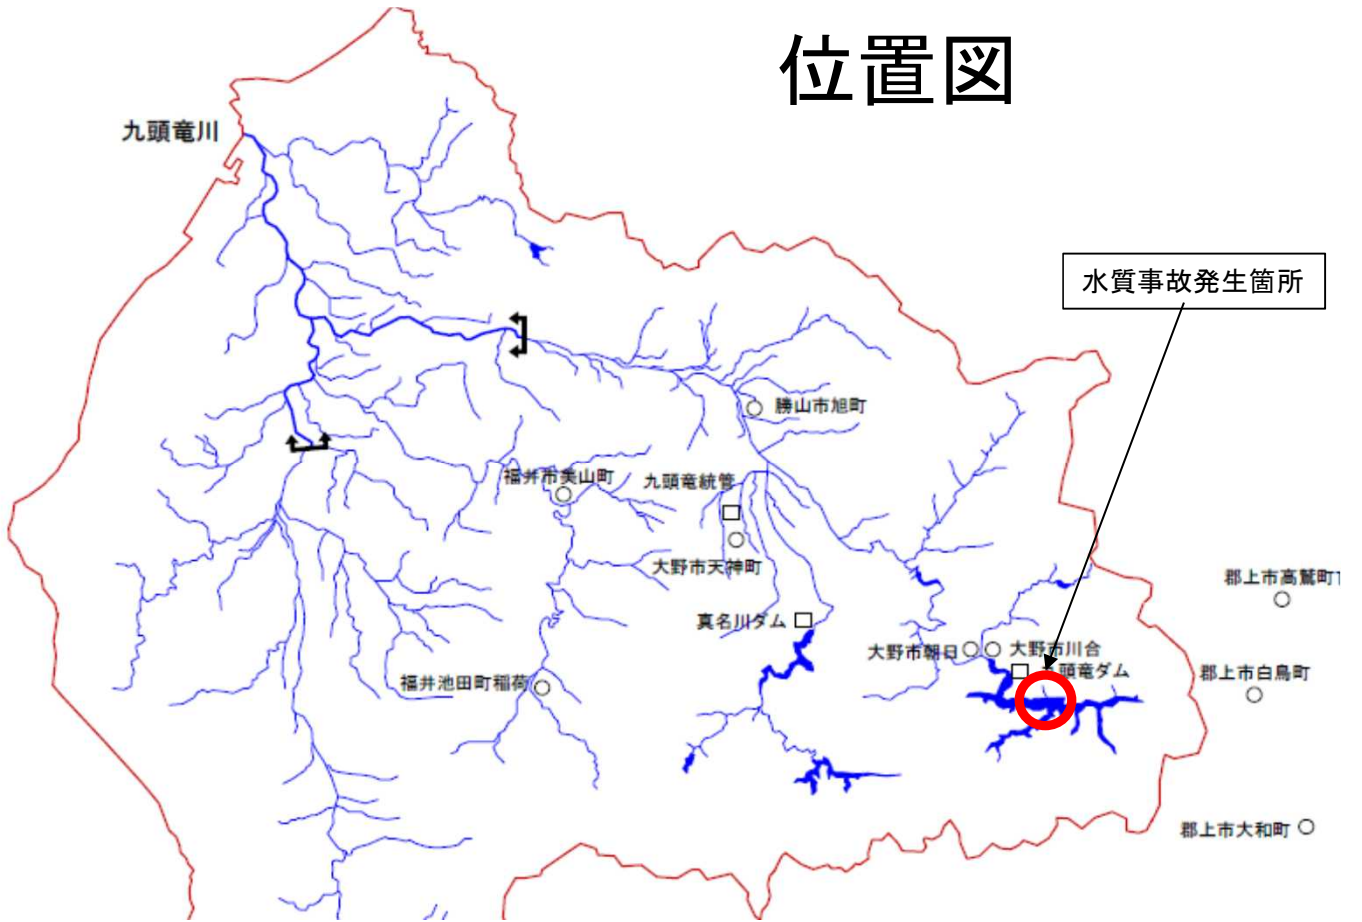 位置図
九頭竜川
水質事故発生箇所
勝山市旭町
福井市美山町
九頭竜統管
大野市天神町
郡上市高鷲町
真名川ダム
大野市朝日
大野市川合
頭竜ダム
郡上市白鳥町
福井池田町稲荷
郡上市大和町